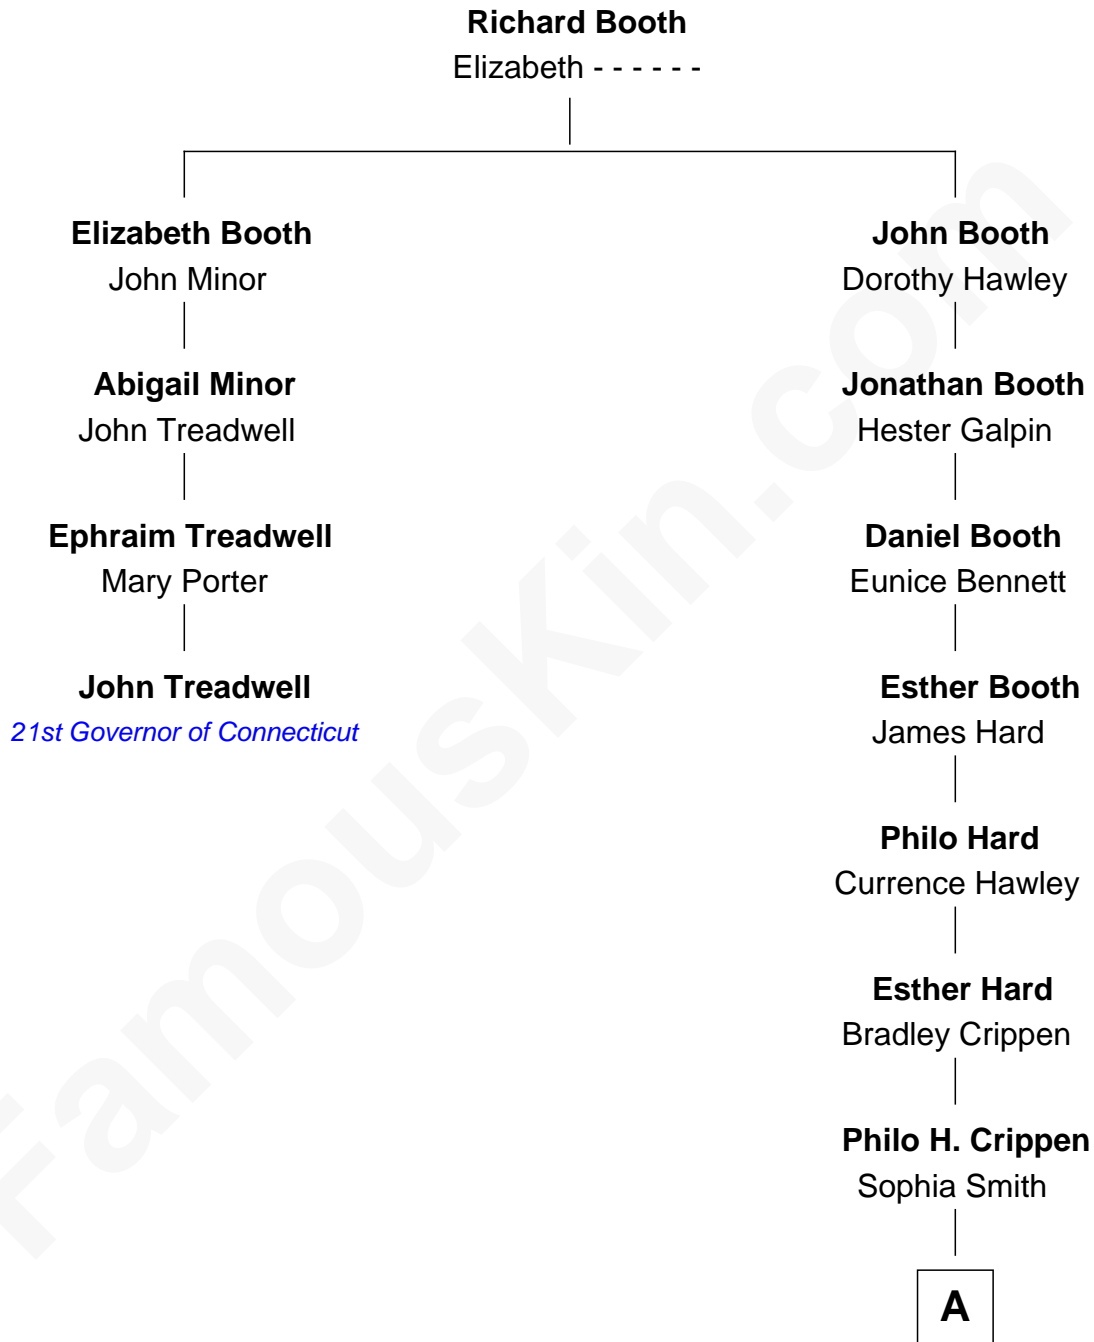 Richard Booth
Elizabeth - - - - - -
Elizabeth Booth
John Minor
Abigail Minor
John Treadwell
Ephraim Treadwell
Mary Porter
John Treadwell
21st Governor of Connecticut
John Booth
Dorothy Hawley
Jonathan Booth
Hester Galpin
Daniel Booth
Eunice Bennett
Esther Booth
James Hard
Philo Hard
Currence Hawley
Esther Hard
Bradley Crippen
Philo H. Crippen
Sophia Smith
A
FamousKin.com